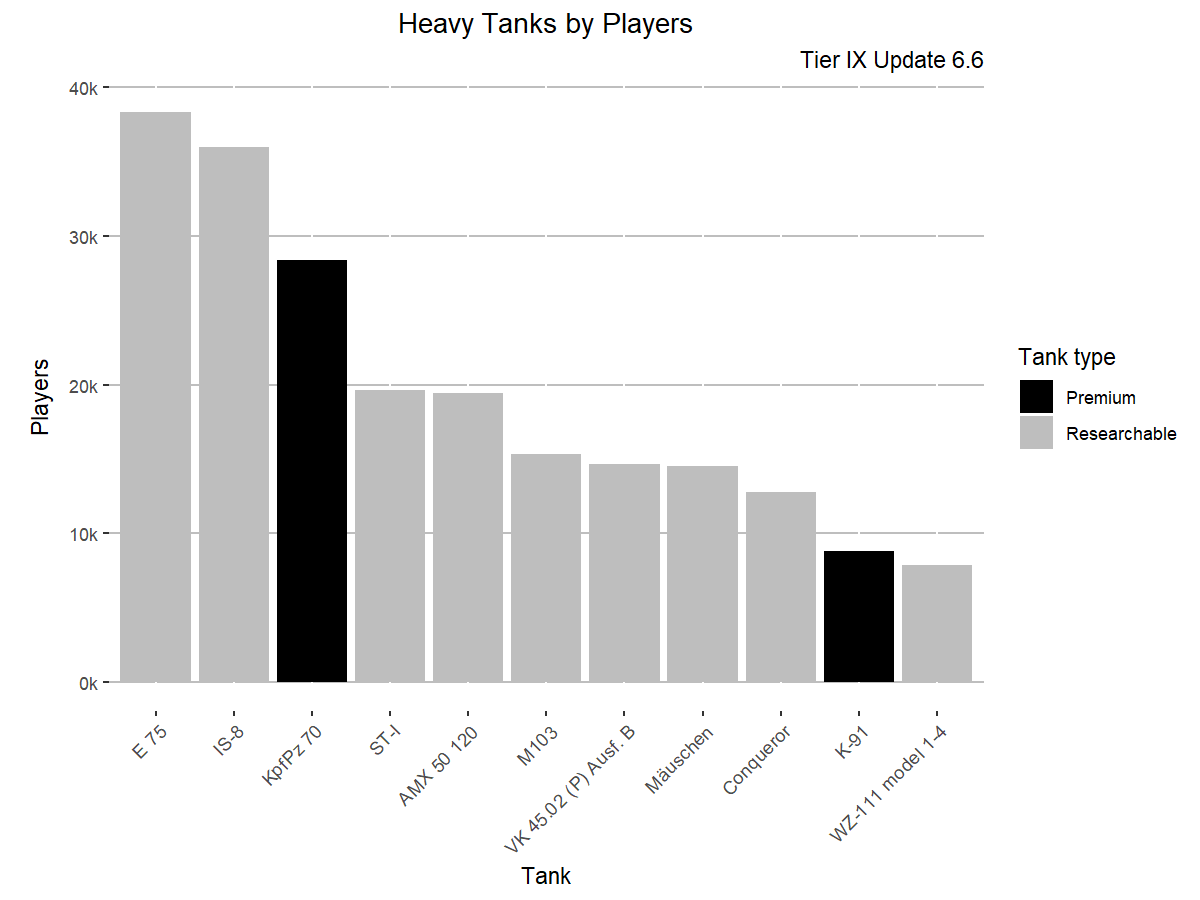 Heavy Tanks by Players
Tier IX Update 6.6
Players
40k
30k
20k
10k
0k
E 75
IS-8
KpfPz 70
ST-I
AMX 50 120
M103
VK 45.02 (P) Ausf. B
Mäuschen
Conqueror
K-91
WZ-111 model 1-4
Tank
Tank type
Premium
Researchable